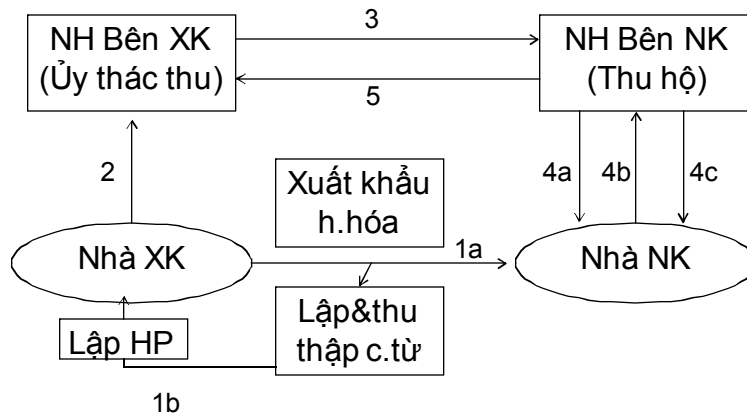 NH Bên XK
(Ủy thác thu)
3
5
NH Bên NK
(Thu hộ)
2
Xuất khẩu
h.hóa
4a
4b
4c
Nhà XK
1a
Nhà NK
Lập HP
Lập&thu
thập c.từ
1b